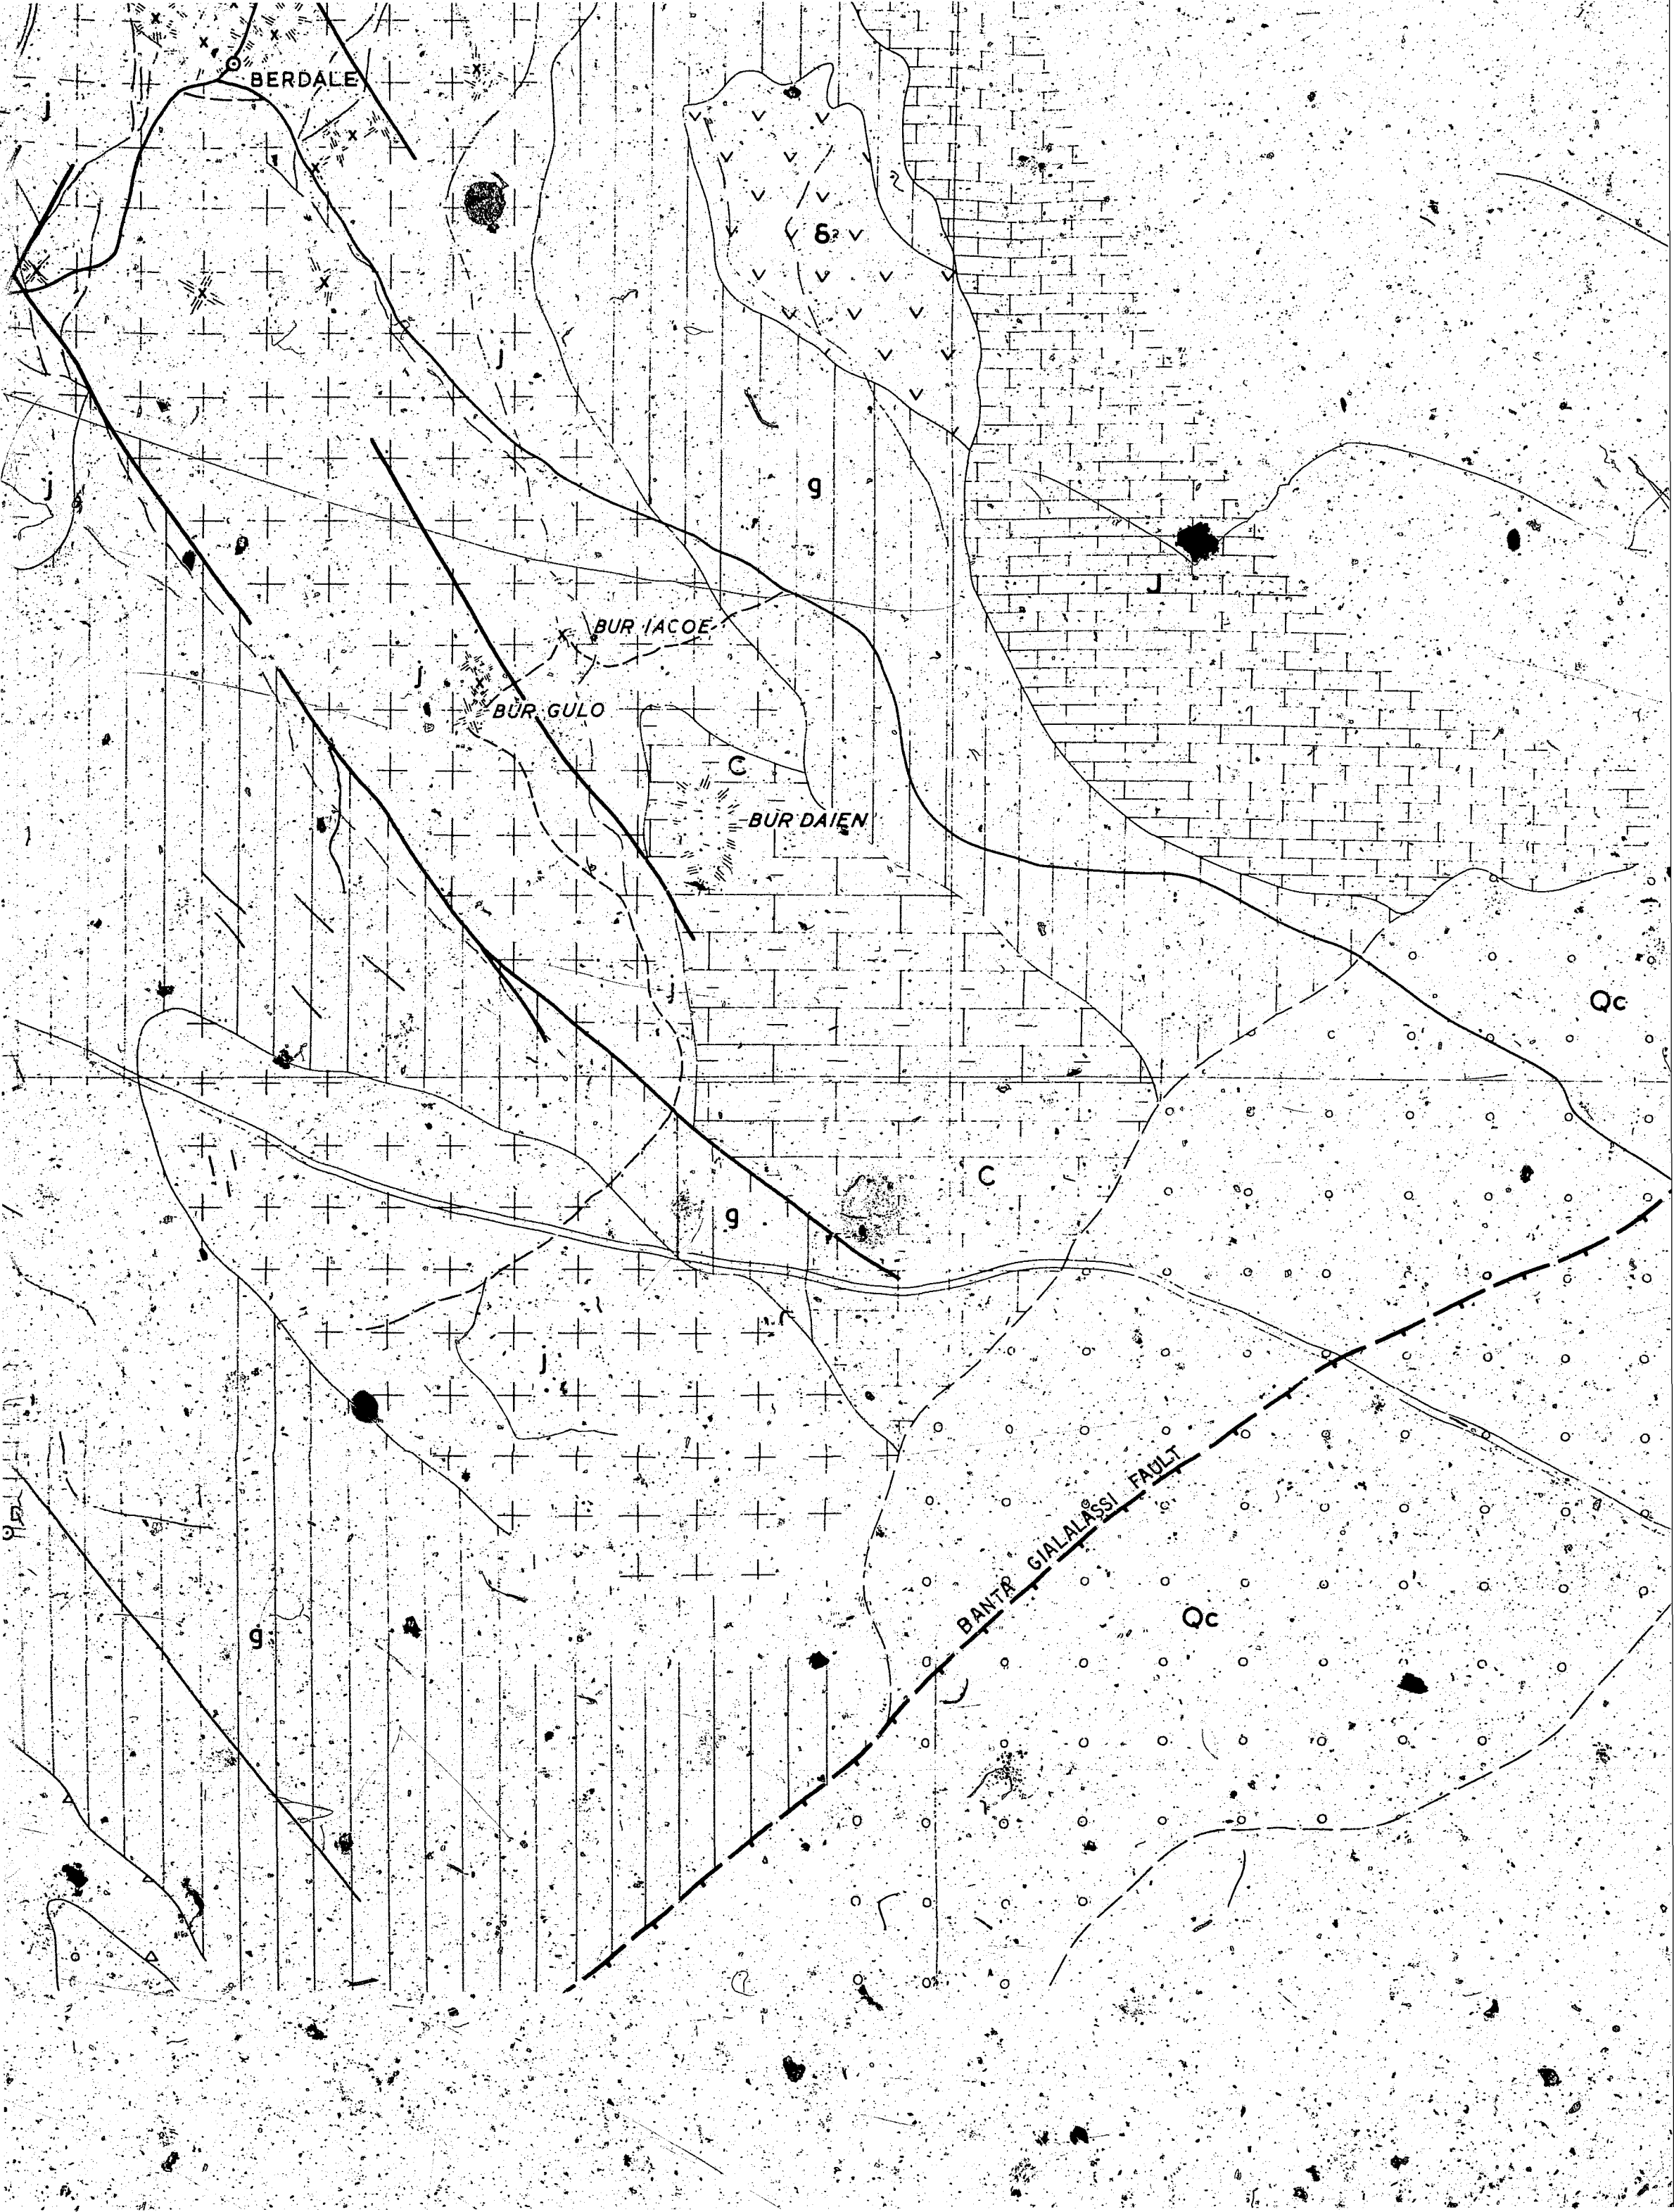 BERDALE
j
δ
j
g
j
J
BUR IACOE
j
BUR GULO
C
BUR DAIEN
j
Qc
C
g
j
BANTA GIALALASSI FAULT
Qc
g